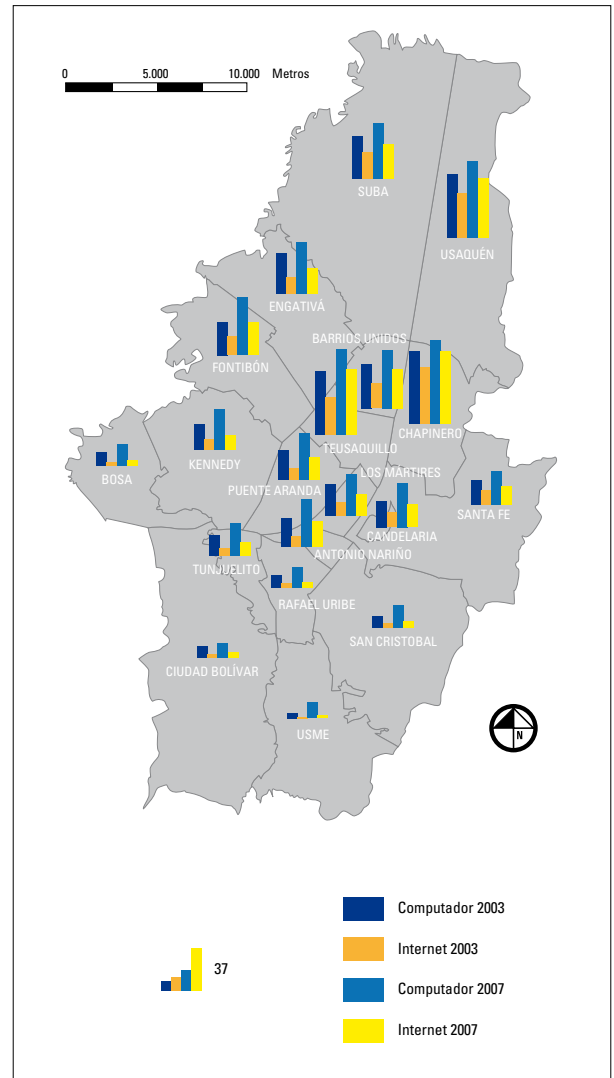 0 5.000 10.000 Metros
SUBA
USAQUÉN
ENGATIVÁ
BARRIOS UNIDOS
FONTIBÓN
CHAPINERO
TEUSAQUILLO
KENNEDY
LOS MÁRTIRES
BOSA
PUENTE ARANDA
SANTA FE
CANDELARIA
ANTONIO NARIÑO
TUNJUELITO
RAFAEL URIBE
SAN CRISTOBAL
CIUDAD BOLÍVAR
USME
N
Computador 2003
Internet 2003
37
Computador 2007
Internet 2007